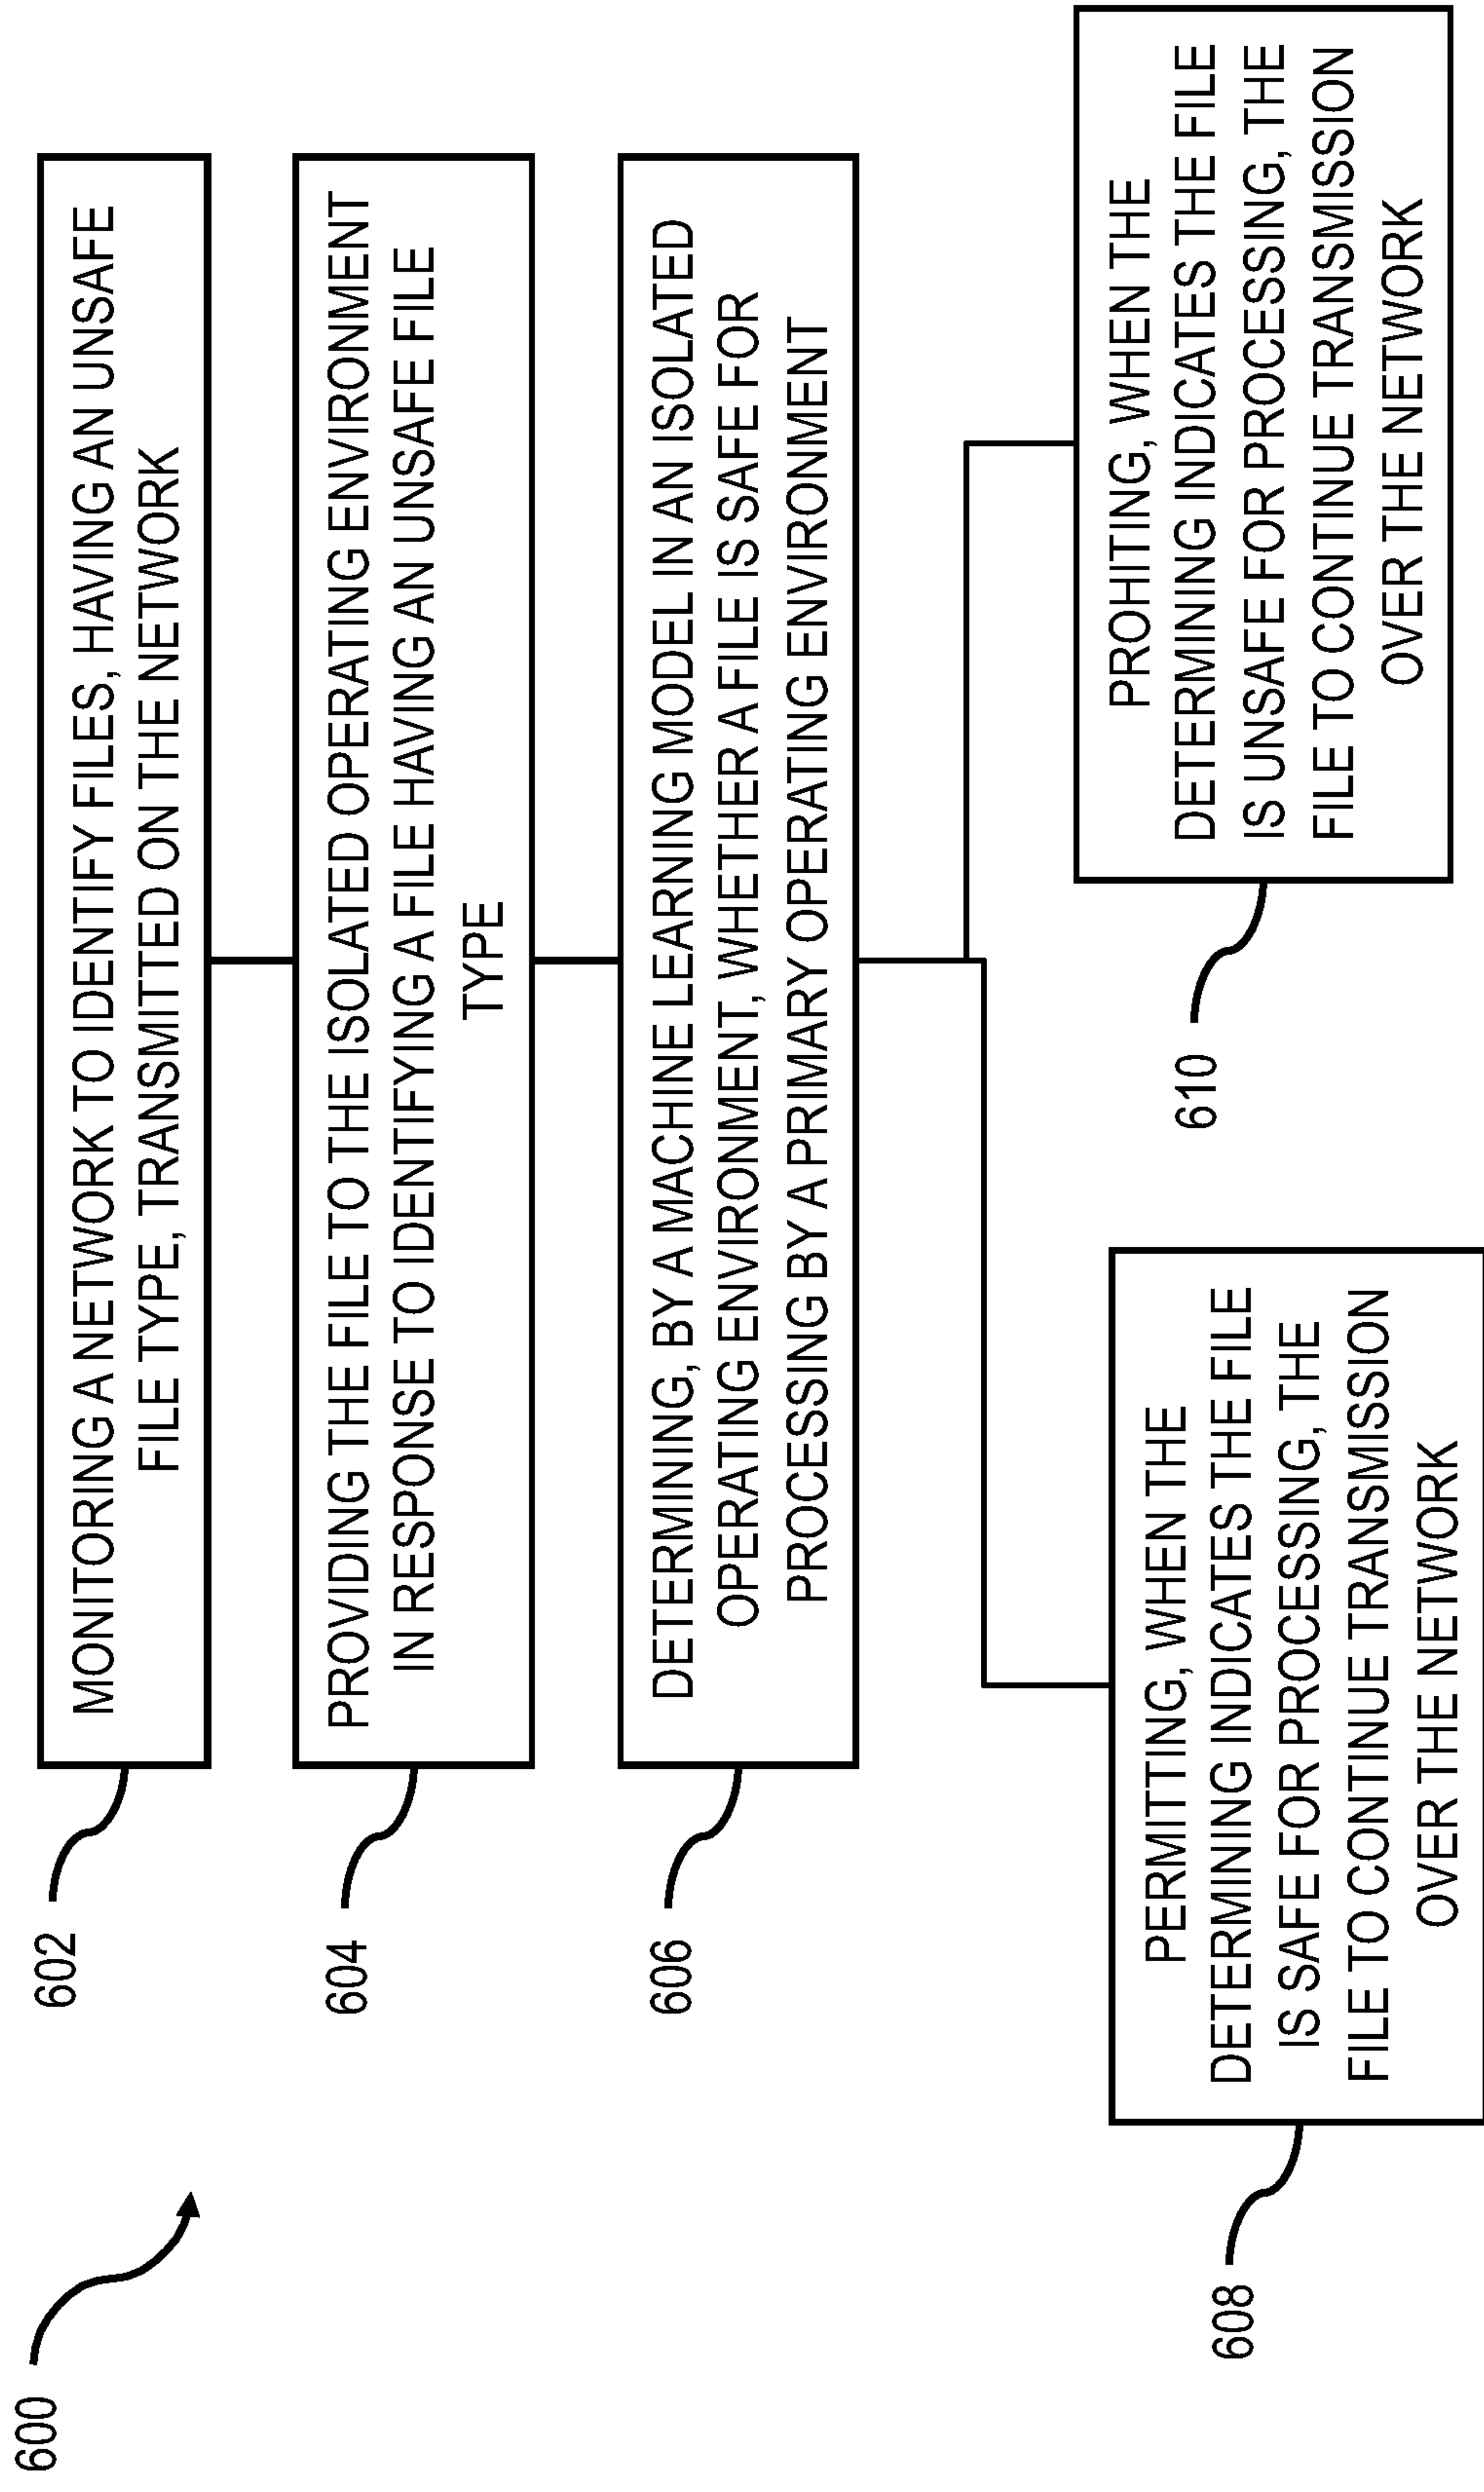 600
602
MONITORING A NETWORK TO IDENTIFY FILES, HAVING AN UNSAFE
FILE TYPE, TRANSMITTED ON THE NETWORK
604
PROVIDING THE FILE TO THE ISOLATED OPERATING ENVIRONMENT
IN RESPONSE TO IDENTIFYING A FILE HAVING AN UNSAFE FILE
TYPE
606
DETERMINING, BY A MACHINE LEARNING MODEL IN AN ISOLATED
OPERATING ENVIRONMENT, WHETHER A FILE IS SAFE FOR
PROCESSING BY A PRIMARY OPERATING ENVIRONMENT
608
PERMITTING, WHEN THE
DETERMINING INDICATES THE FILE
IS SAFE FOR PROCESSING, THE
FILE TO CONTINUE TRANSMISSION
OVER THE NETWORK
610
PROHITING, WHEN THE
DETERMINING INDICATES THE FILE
IS UNSAFE FOR PROCESSING, THE
FILE TO CONTINUE TRANSMISSION
OVER THE NETWORK